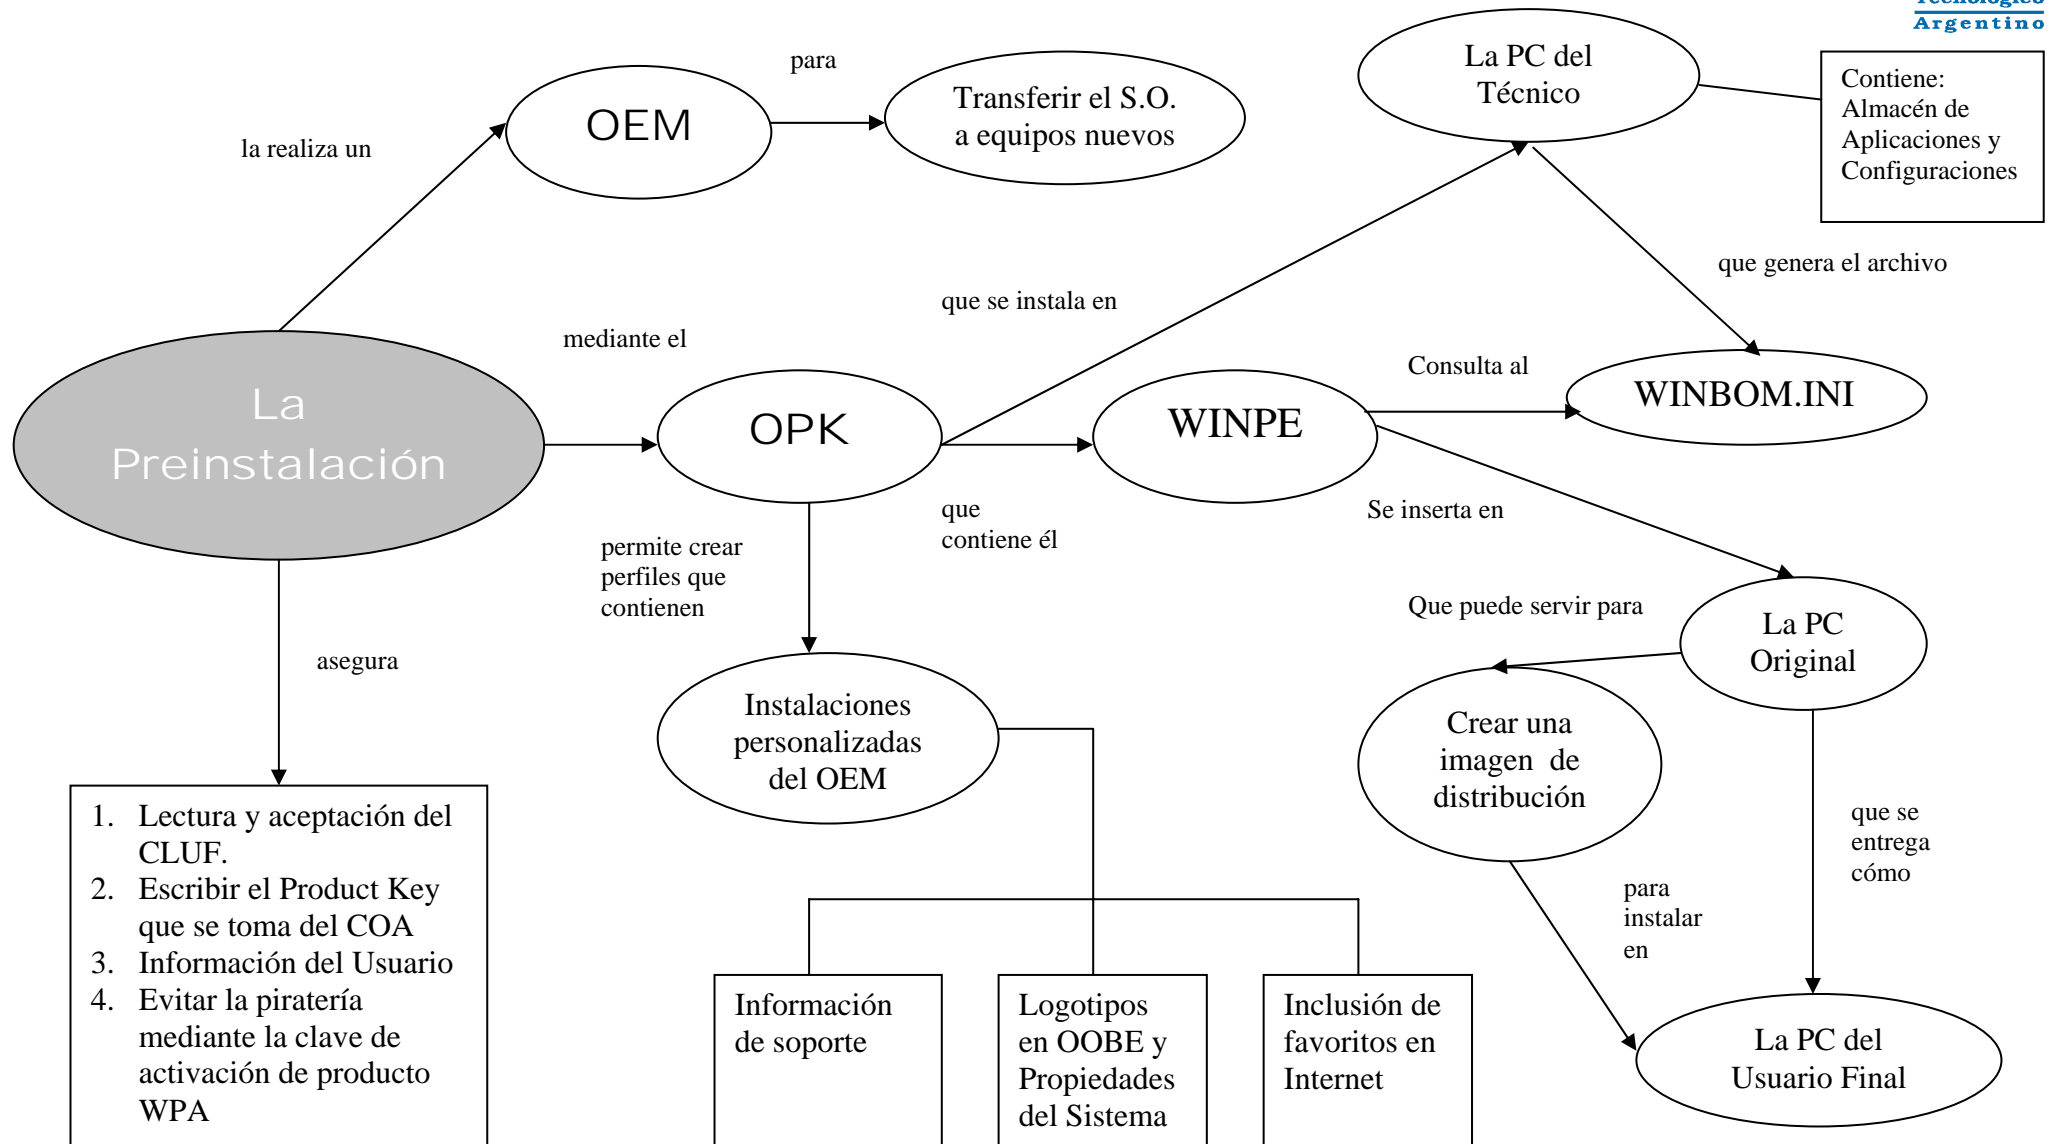 Argentino
para
La PC del
Técnico
Contiene:
Almacén de
Aplicaciones y
Configuraciones
OEM
Transferir el S.O.
a equipos nuevos
la realiza un
que genera el archivo
que se instala en
mediante el
Consulta al
La
Preinstalación
OPK
WINPE
WINBOM.INI
que
contiene él
Se inserta en
permite crear
perfiles que
contienen
Que puede servir para
La PC
Original
asegura
Instalaciones
personalizadas
del OEM
Crear una
imagen de
distribución
que se
entrega
cómo
para
instalar
en
1. Lectura y aceptación del
CLUF.
2. Escribir el Product Key
que se toma del COA
3. Información del Usuario
4. Evitar la piratería
mediante la clave de
activación de producto
WPA
Información
de soporte
Logotipos
en OOBE y
Propiedades
del Sistema
Inclusión de
favoritos en
Internet
La PC del
Usuario Final